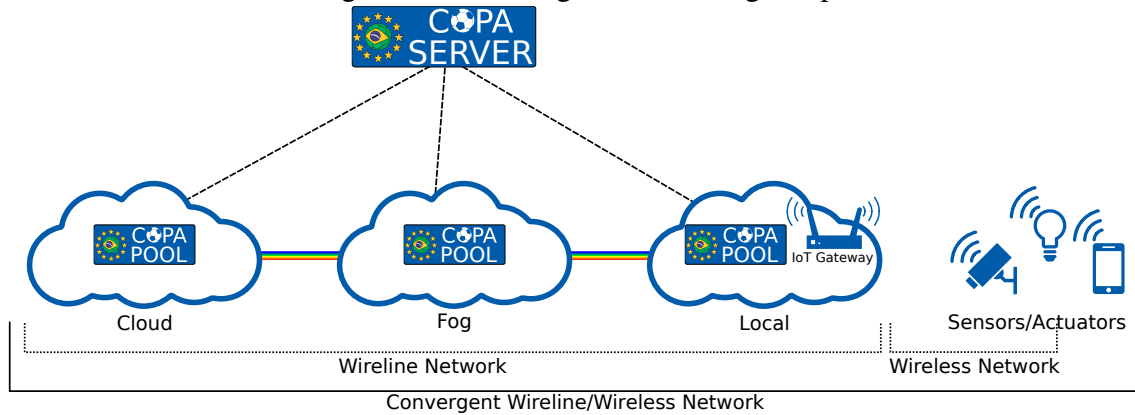 COPA
SERVER
COPA
POOL
COPA
POOL
COPA
POOL
IoT Gateway
Cloud
Fog
Local
Sensors/Actuators
Wireline Network
Wireless Network
Convergent Wireline/Wireless Network